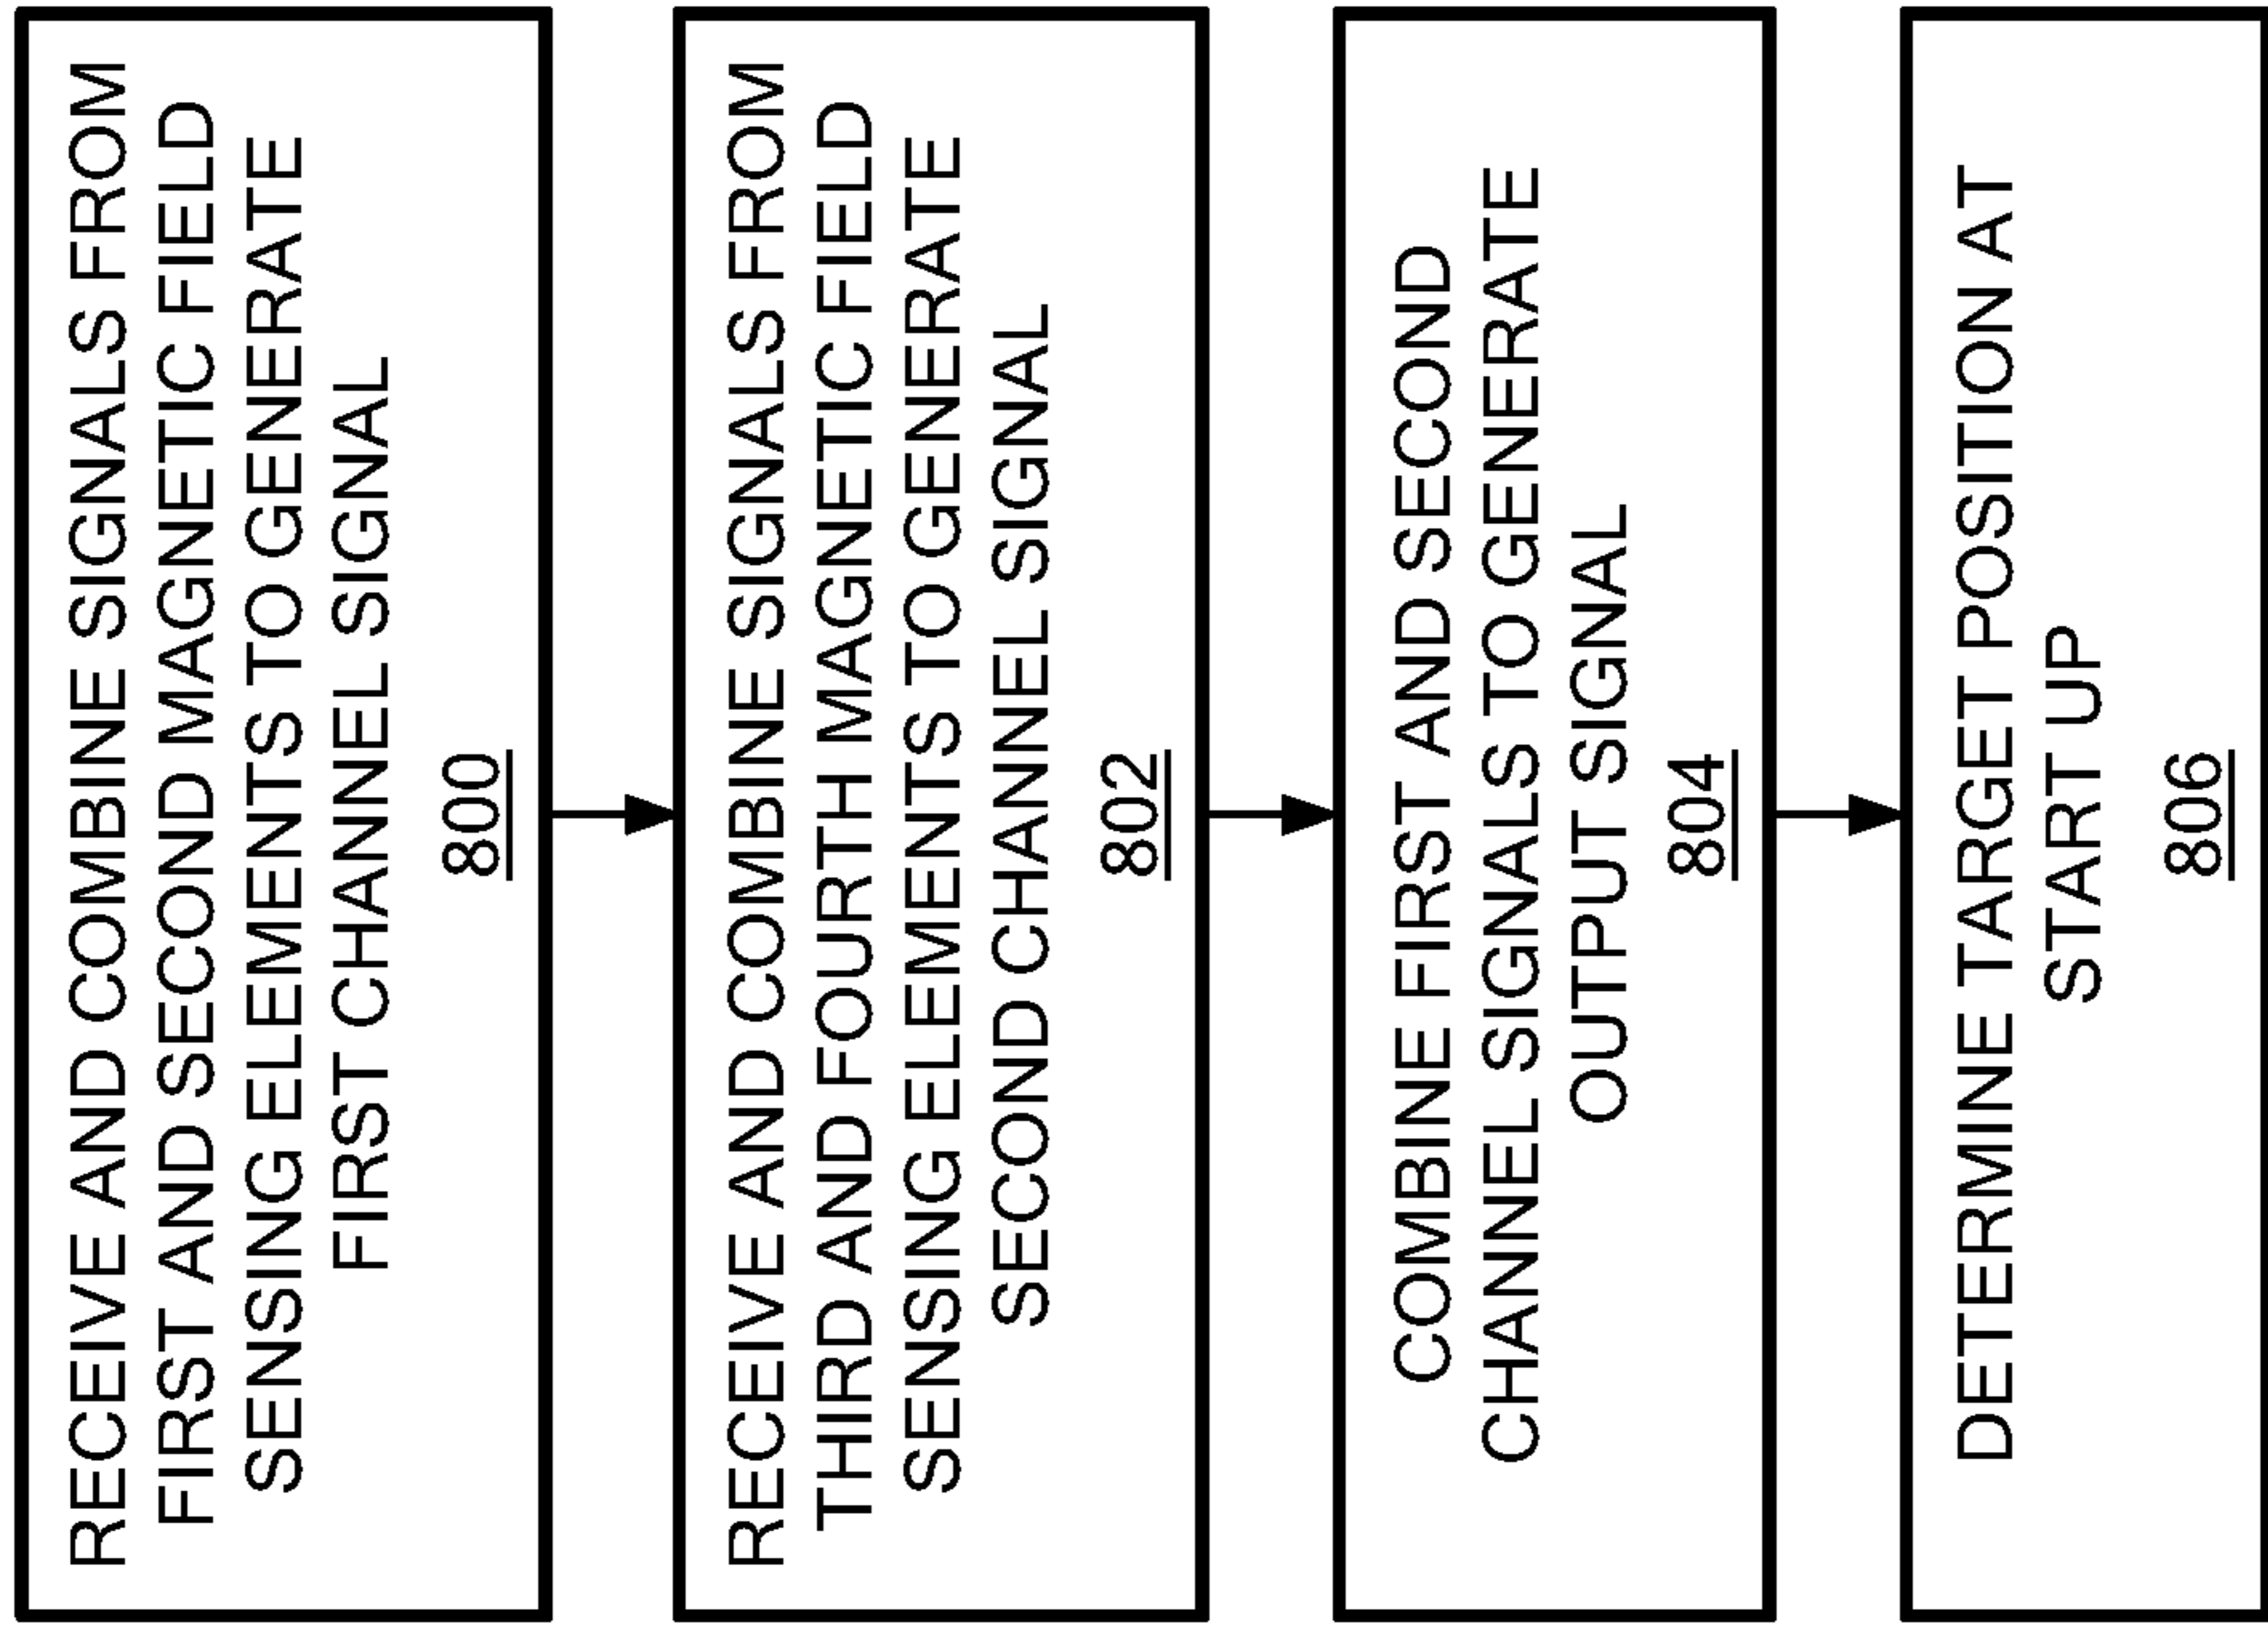 RECEIVE AND COMBINE SIGNALS FROM
FIRST AND SECOND MAGNETIC FIELD
SENSING ELEMENTS TO GENERATE
FIRST CHANNEL SIGNAL
800
RECEIVE AND COMBINE SIGNALS FROM
THIRD AND FOURTH MAGNETIC FIELD
SENSING ELEMENTS TO GENERATE
SECOND CHANNEL SIGNAL
802
COMBINE FIRST AND SECOND
CHANNEL SIGNALS TO GENERATE
OUTPUT SIGNAL
804
DETERMINE TARGET POSITION AT
START UP
806